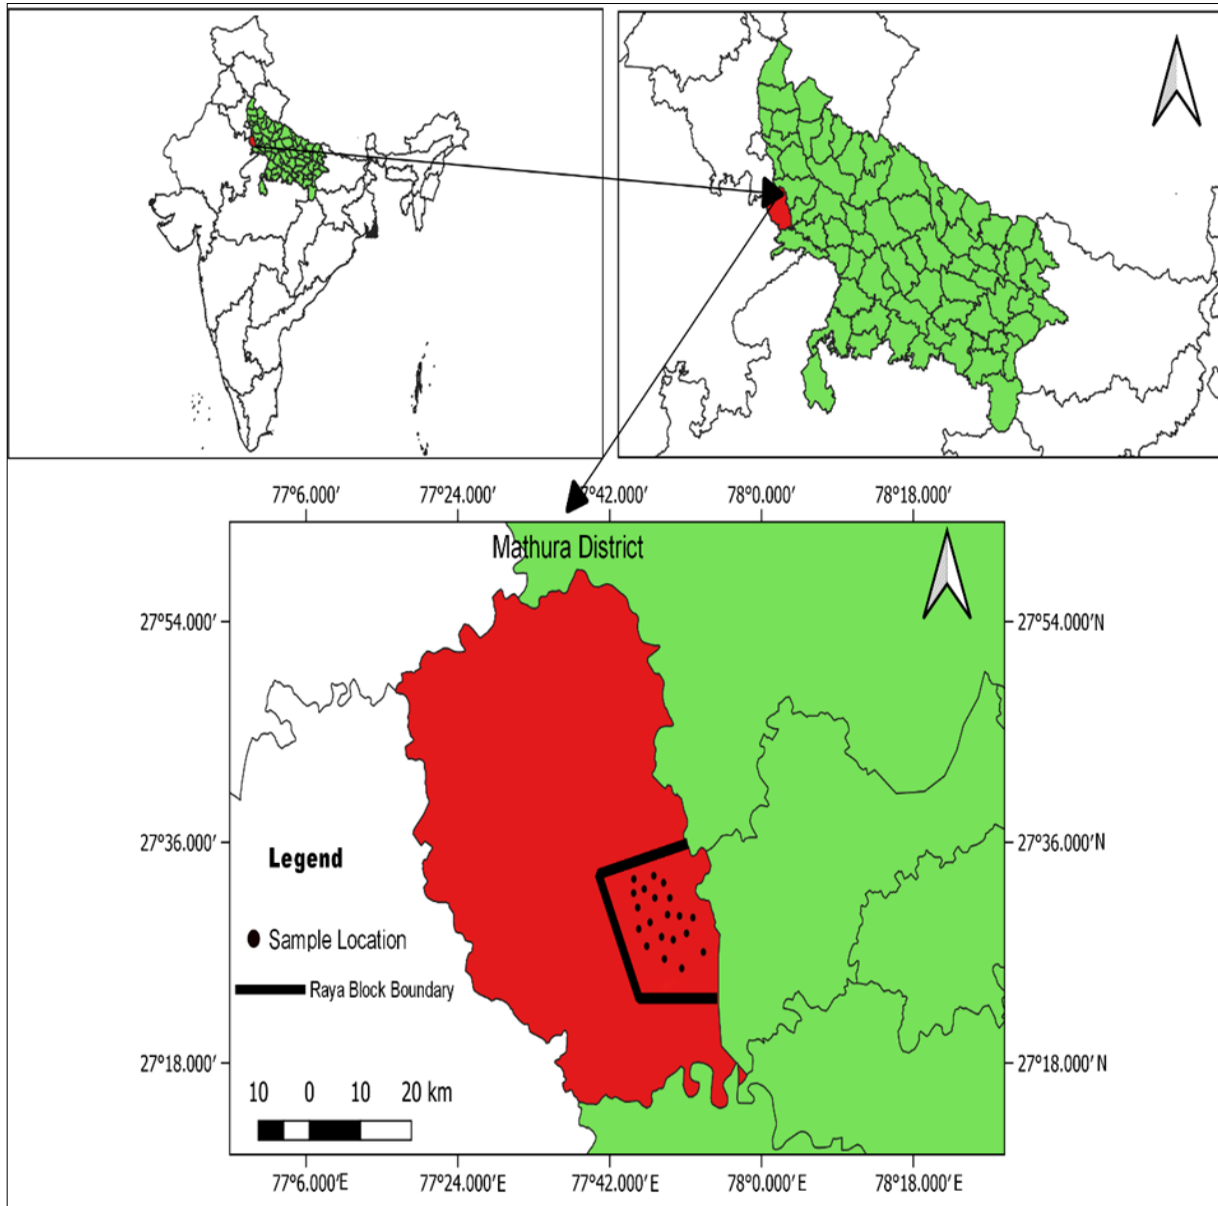 77°6.000′ 77°24.000′ 77°42.000′ 78°0.000′ 78°18.000′
Mathura District
27°54.000′ 27°54.000′N
27°36.000′ 27°36.000′N
Legend
Sample Location
Raya Block Boundary
27°18.000′ 27°18.000′ N
10 0 10 20 km
77°6.000′E 77°24.000′E 77°42.000′E 78°0.000′E 78°18.000′E